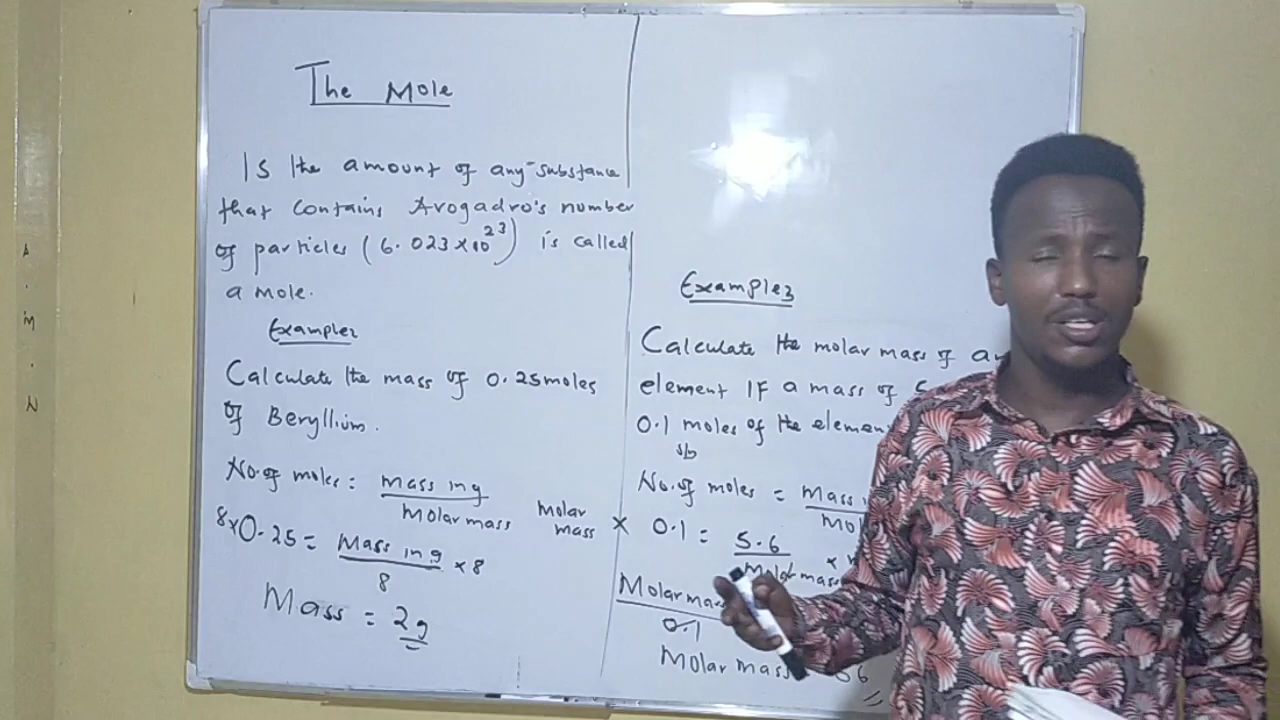 The Mole
Is the amount of any substance
that contains Avogadro's number
of particles (6.023×10²³) is called
a mole.
Example2
Calculate the mass of 0.25moles
of Beryllium.
No. of moles = Mass in g
Molar mass
8×0.25 = Mass in g × 8
8
Mass = 2g
Example3
Calculate the molar mass of
element If a mass of
0.1 moles of the
No. of moles = Mass
molar
mass × 0.1 = 5.6 ×
Molar mass
Molar
0.1
Molar mass
A.M.N